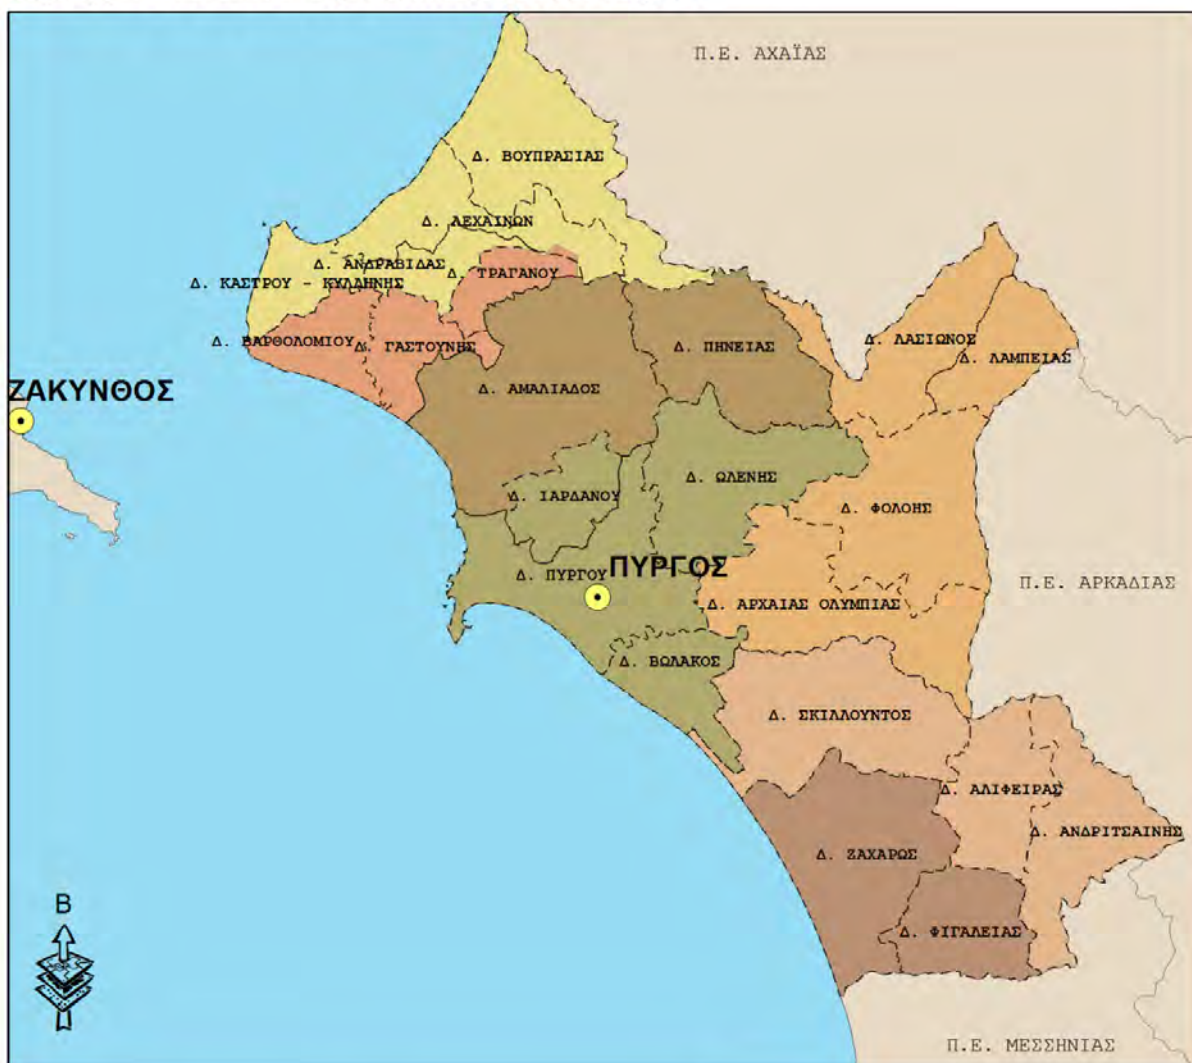 Π.Ε. ΑΧΑΪΑΣ
Δ. ΒΟΥΠΡΑΣΙΑΣ
Δ. ΛΕΧΑΙΝΩΝ
Δ. ΑΝΔΡΑΒΙΔΑΣ
Δ. ΤΡΑΓΑΝΟΥ
Δ. ΚΑΣΤΡΟΥ - ΚΥΛΛΗΝΗΣ
Δ. ΒΑΡΘΟΛΟΜΙΟΥ
Δ. ΓΑΣΤΟΥΝΗΣ
Δ. ΠΗΝΕΙΑΣ
Δ. ΛΑΣΙΩΝΟΣ
Δ. ΛΑΜΠΕΙΑΣ
ΖΑΚΥΝΘΟΣ
Δ. ΑΜΑΛΙΑΔΟΣ
Δ. ΩΛΕΝΗΣ
Δ. ΙΑΡΔΑΝΟΥ
Δ. ΦΟΛΟΗΣ
Δ. ΠΥΡΓΟΥ
ΠΥΡΓΟΣ
Π.Ε. ΑΡΚΑΔΙΑΣ
Δ. ΑΡΧΑΙΑΣ ΟΛΥΜΠΙΑΣ
Δ. ΒΩΛΑΚΟΣ
Δ. ΣΚΙΛΛΟΥΝΤΟΣ
Δ. ΑΛΙΦΕΙΡΑΣ
Δ. ΑΝΔΡΙΤΣΑΙΝΗΣ
Δ. ΖΑΧΑΡΩΣ
Δ. ΦΙΓΑΛΕΙΑΣ
Β
Π.Ε. ΜΕΣΣΗΝΙΑΣ